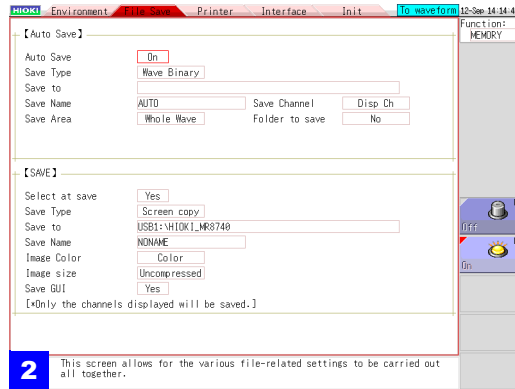 HIOKI Environment File Save Printer Interface Init To waveform 12-Sep 14:14:4
Function:
MEMORY
【Auto Save】
Auto Save On
Save Type Wave Binary
Save to
Save Name AUTO Save Channel Disp Ch
Save Area Whole Wave Folder to save No
【SAVE】
Select at save Yes
Save Type Screen copy
Save to USB1:\HIOKI_MR8740
Save Name NONAME
Image Color Color
Image size Uncompressed
Save GUI Yes
[*Only the channels displayed will be saved.]
Off
On
2 This screen allows for the various file-related settings to be carried out
all together.